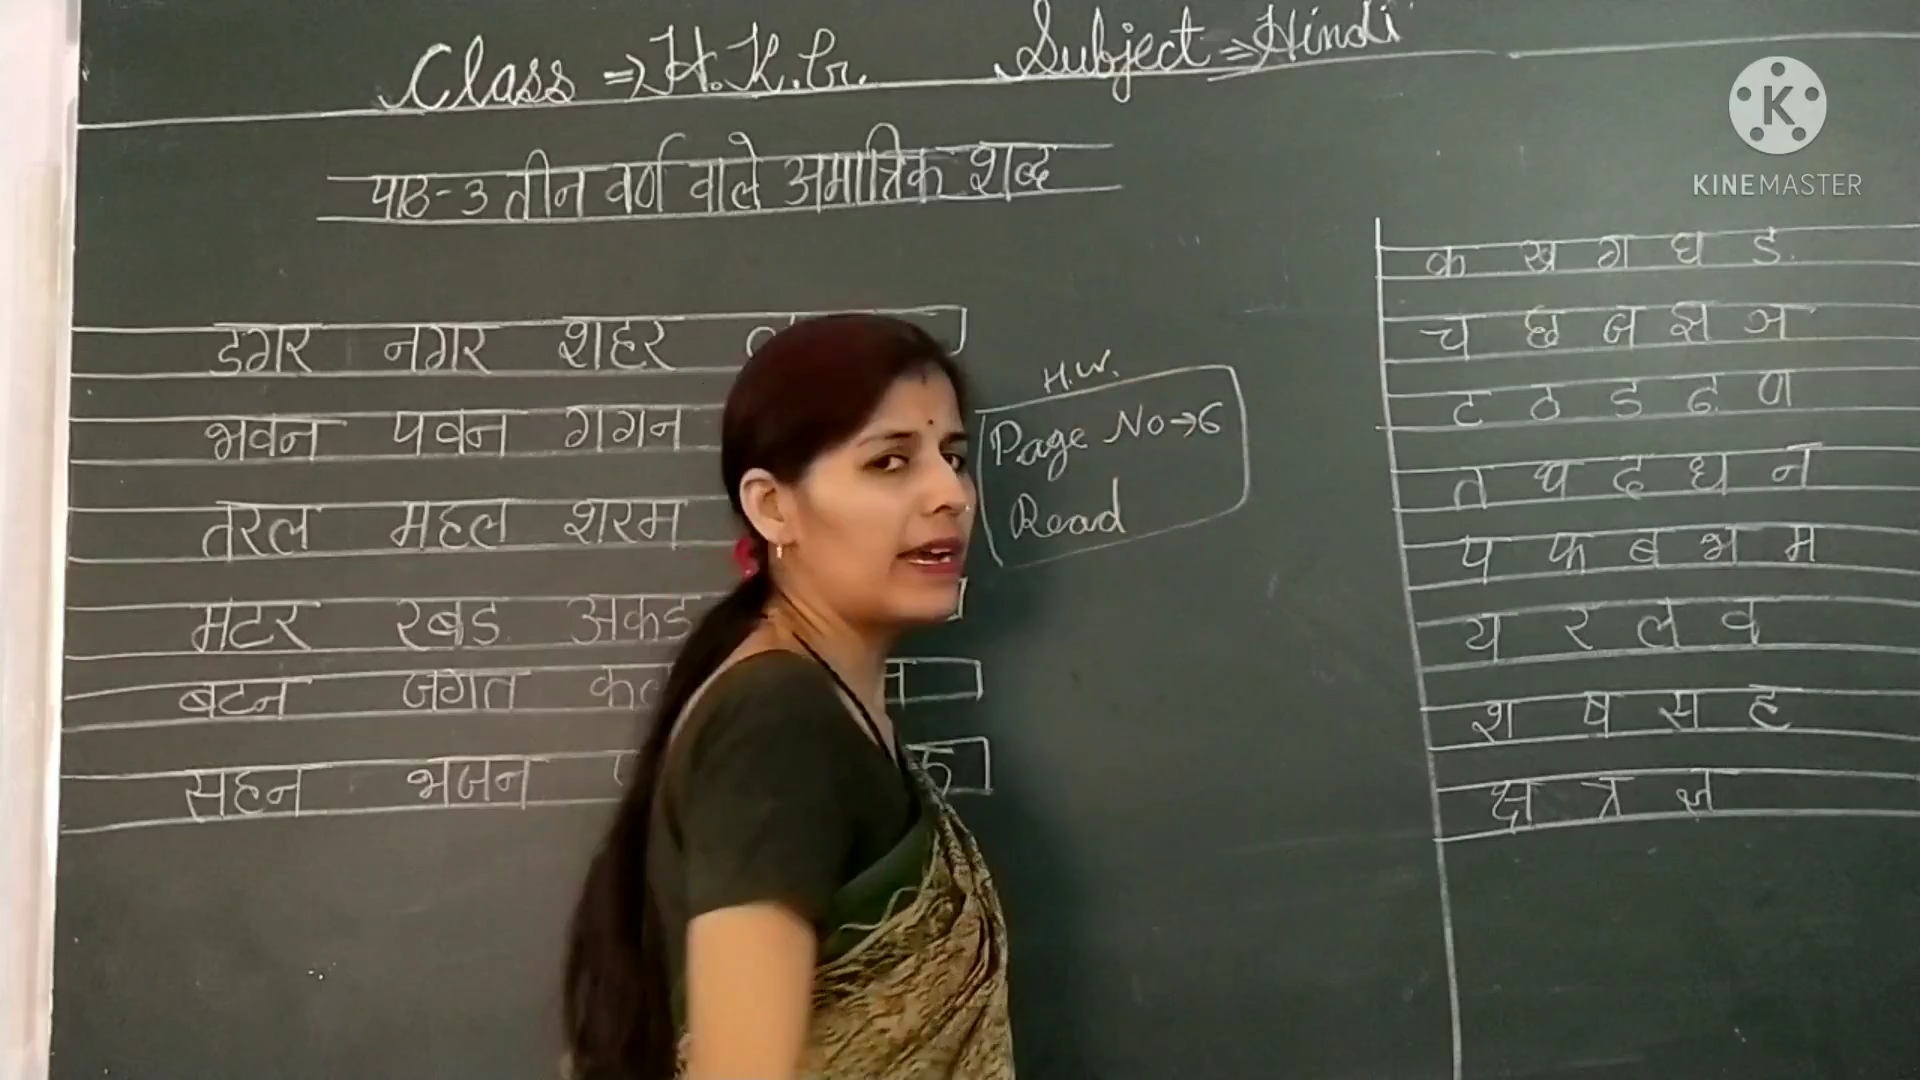 Class ⇒ H.K.G. Subject ⇒ Hindi
पाठ-3 तीन वर्ण वाले अमात्रिक शब्द
डगर नगर शहर
भवन पवन गगन
तरल महल शरम
मटर रबड अकड
बटन जगत
सहन भजन
H.W.
Page No → 6
Read
क ख ग घ ड.
च छ ज झ ञ
ट ठ ड ढ ण
त थ द ध न
प फ ब भ म
य र ल व
श ष स ह
क्ष त्र ज्ञ
K
KINEMASTER